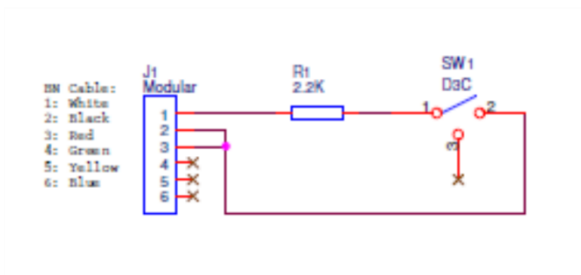 BN Cable:
1: White
2: Black
3: Red
4: Green
5: Yellow
6: Blue
J1
Modular
1
2
3
4
5
6
R1
2.2K
SW1
D3C
1
2
3